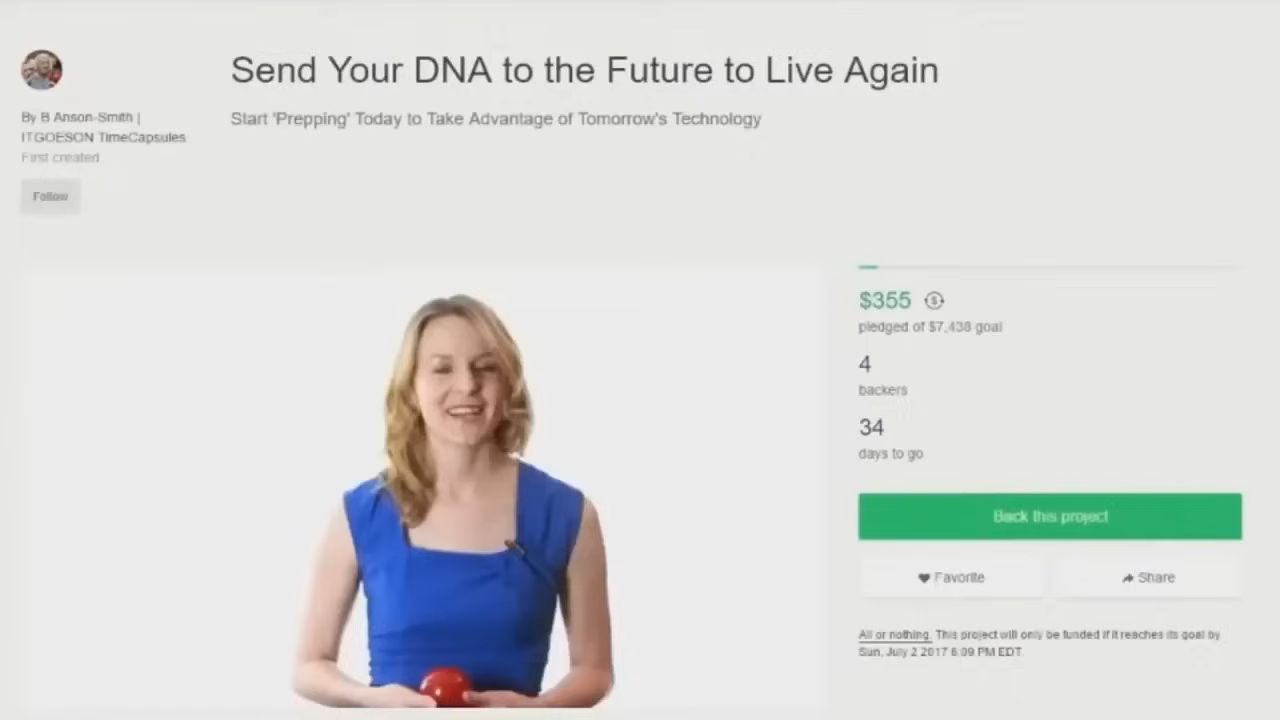 Send Your DNA to the Future to Live Again
Start 'Prepping' Today to Take Advantage of Tomorrow's Technology
By B Anson-Smith |
ITGOESON TimeCapsules
First created
Follow
$355
pledged of $7,438 goal
4
backers
34
days to go
Back this project
Favorite
Share
All or nothing. This project will only be funded if it reaches its goal by
Sun, July 2 2017 6:09 PM EDT